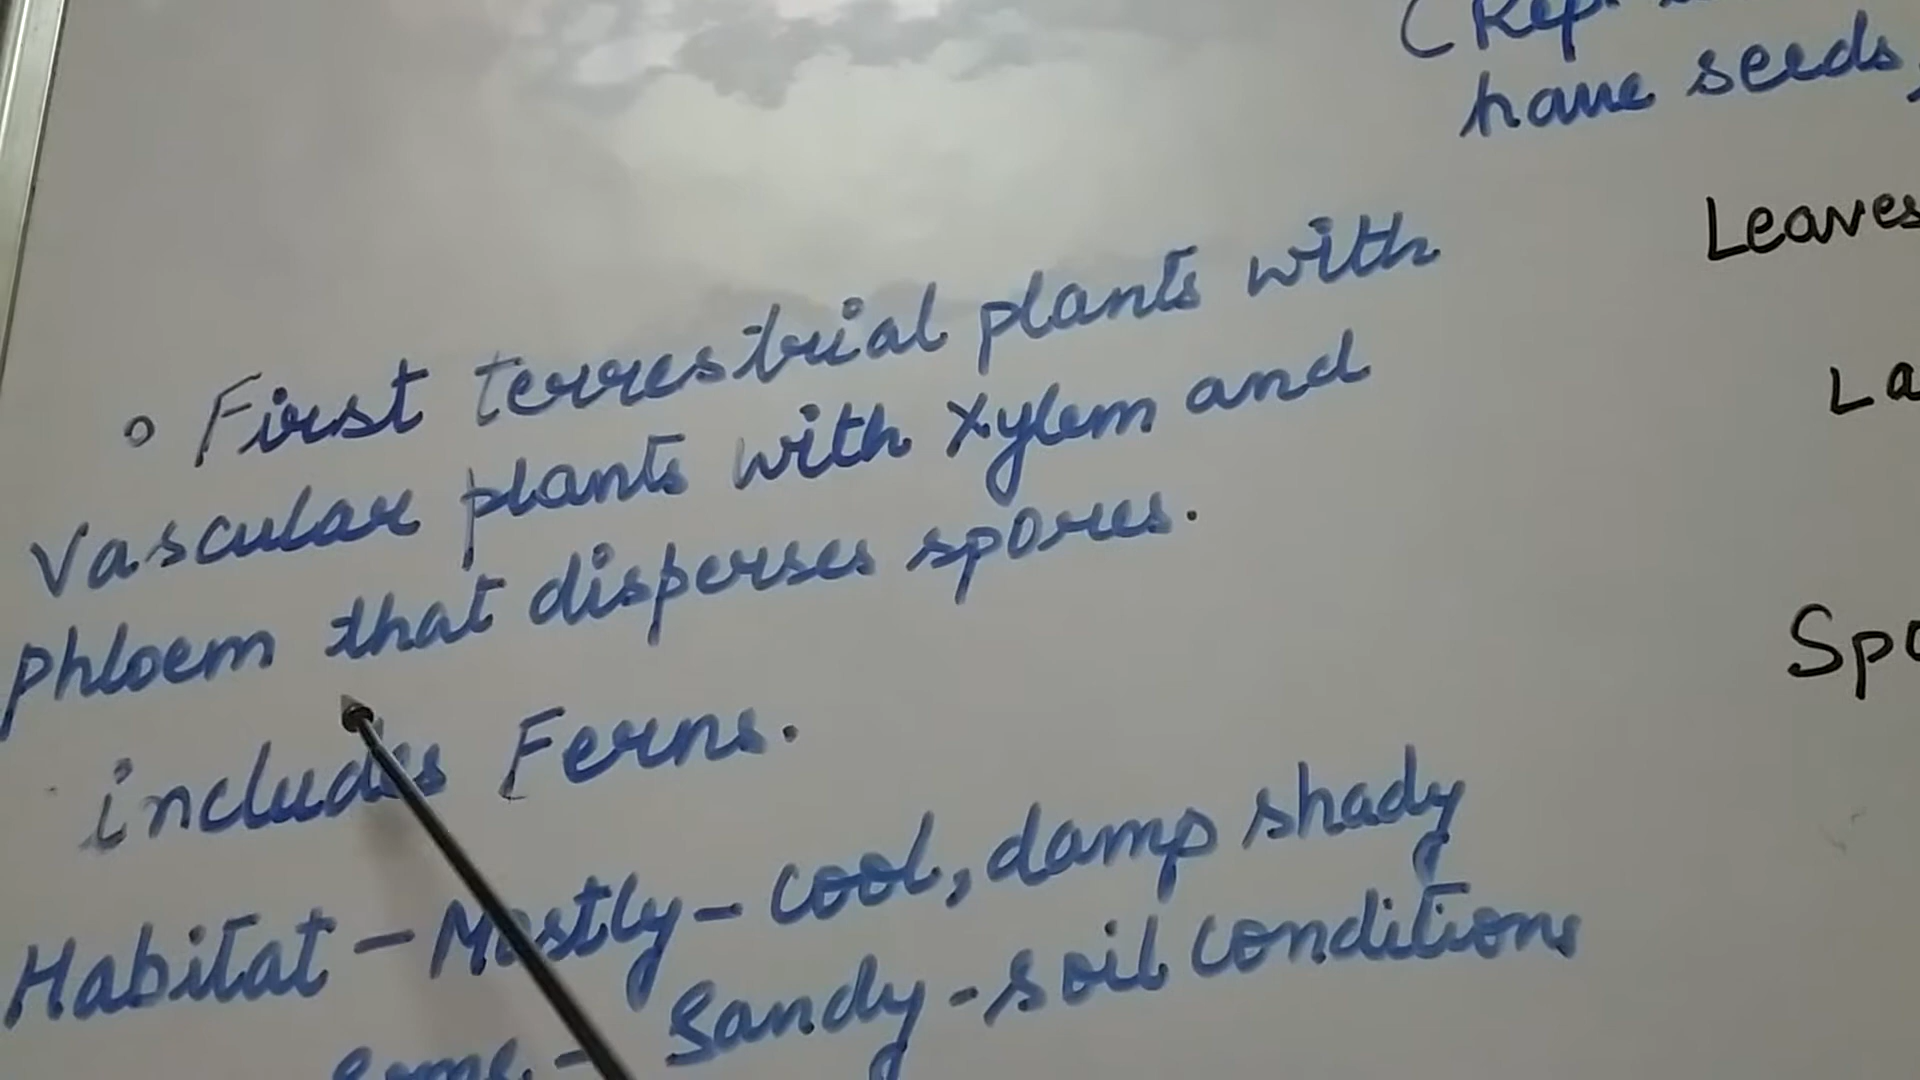 have seeds,
Leaves
◦ First terrestrial plants with
Vascular plants with xylem and
phloem that disperses spores.
includes Ferns.
Habitat – Mostly – cool, damp shady
Some – Sandy - soil conditions